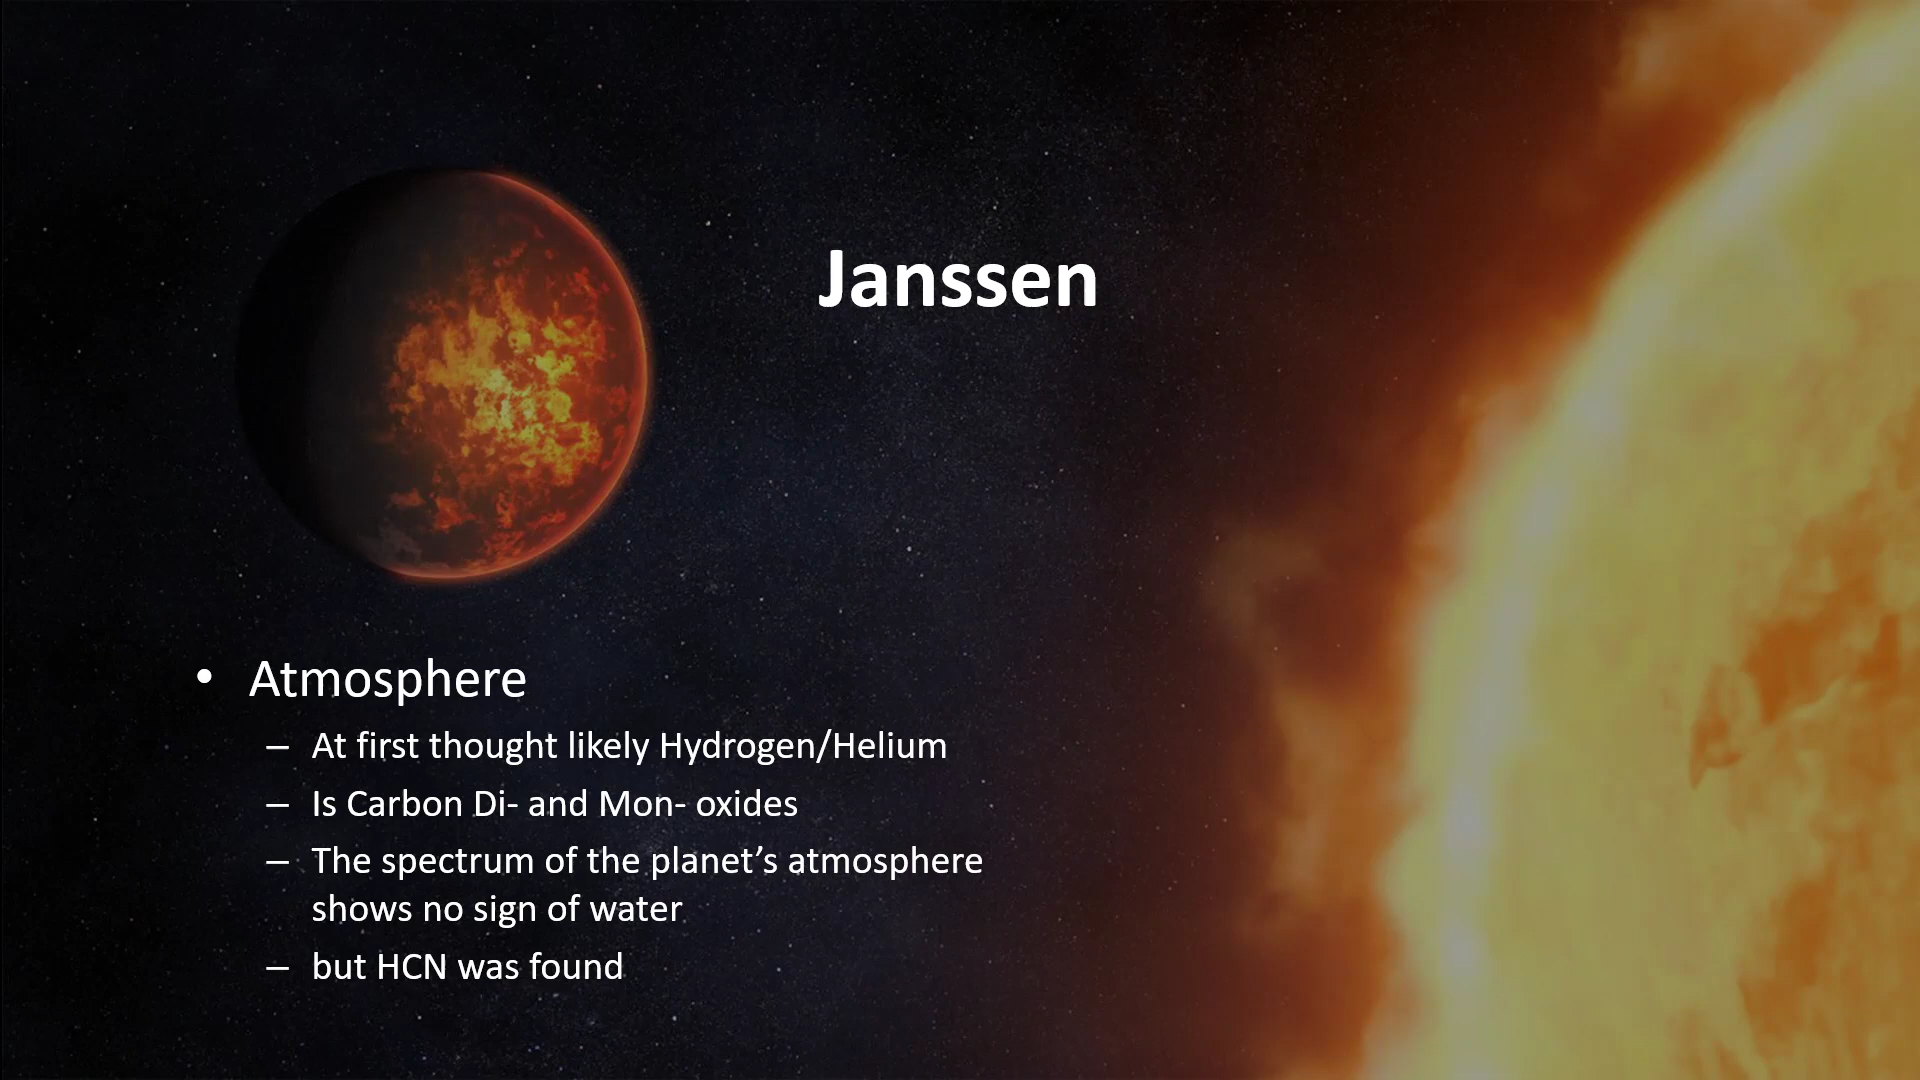 Janssen
• Atmosphere
– At first thought likely Hydrogen/Helium
– Is Carbon Di- and Mon- oxides
– The spectrum of the planet’s atmosphere
shows no sign of water
– but HCN was found